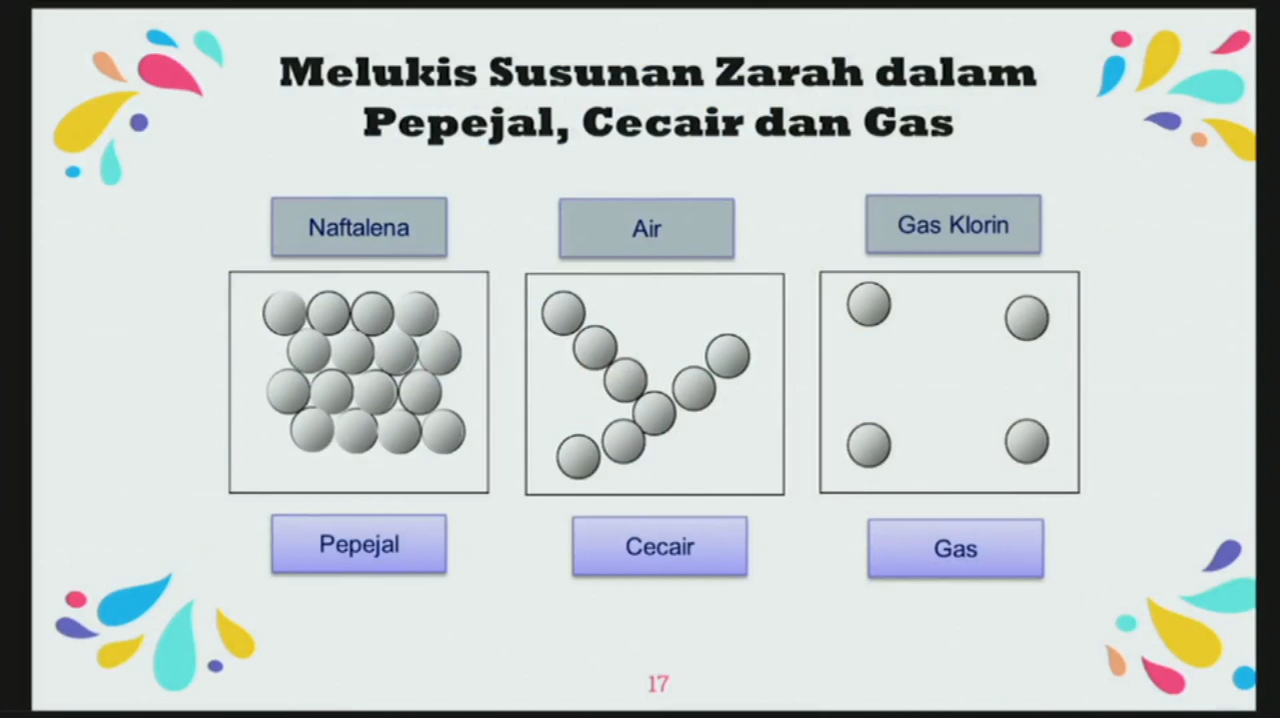 Melukis Susunan Zarah dalam
Pepejal, Cecair dan Gas
Naftalena
Air
Gas Klorin
Pepejal
Cecair
Gas
17